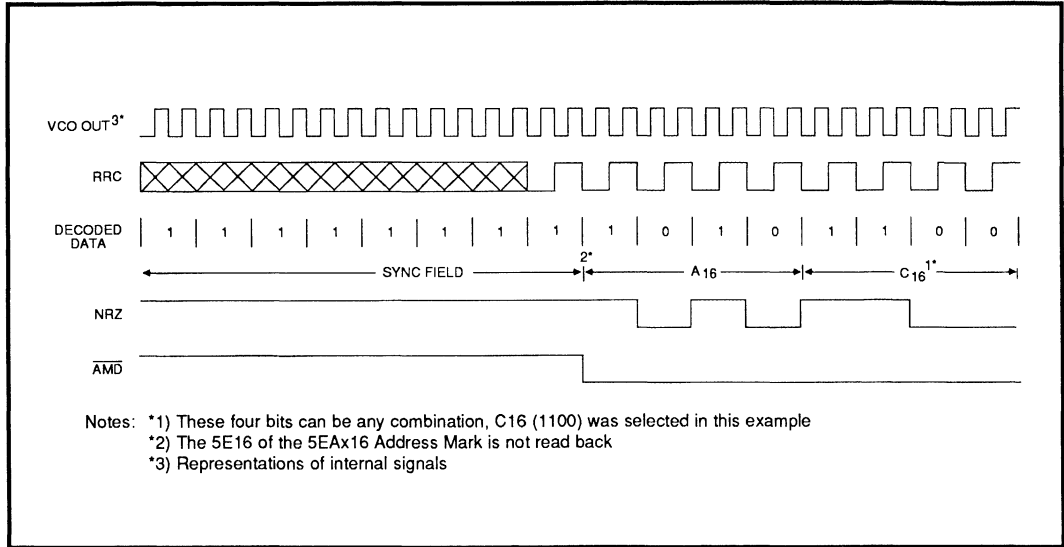 VCO OUT3*
RRC
DECODED
DATA
1 1 1 1 1 1 1 1 1 0 1 0 1 1 0 0
2*
SYNC FIELD
A16
C16 1*
NRZ
AMD
Notes: *1) These four bits can be any combination, C16 (1100) was selected in this example
*2) The 5E16 of the 5EAx16 Address Mark is not read back
*3) Representations of internal signals